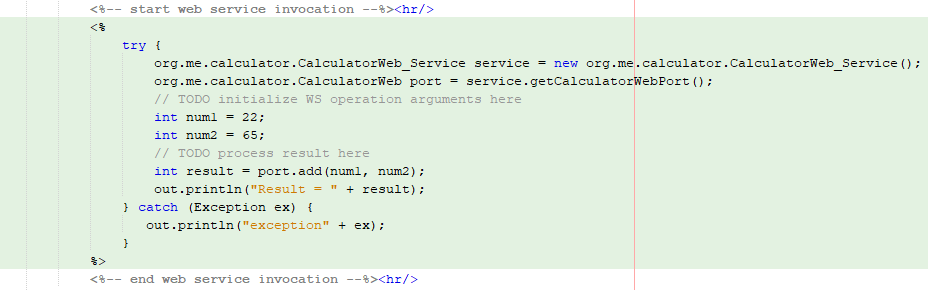 <%-- start web service invocation --%><hr/>
<%
try {
org.me.calculator.CalculatorWeb_Service service = new org.me.calculator.CalculatorWeb_Service();
org.me.calculator.CalculatorWeb port = service.getCalculatorWebPort();
// TODO initialize WS operation arguments here
int num1 = 22;
int num2 = 65;
// TODO process result here
int result = port.add(num1, num2);
out.println("Result = " + result);
} catch (Exception ex) {
out.println("exception" + ex);
}
%>
<%-- end web service invocation --%><hr/>